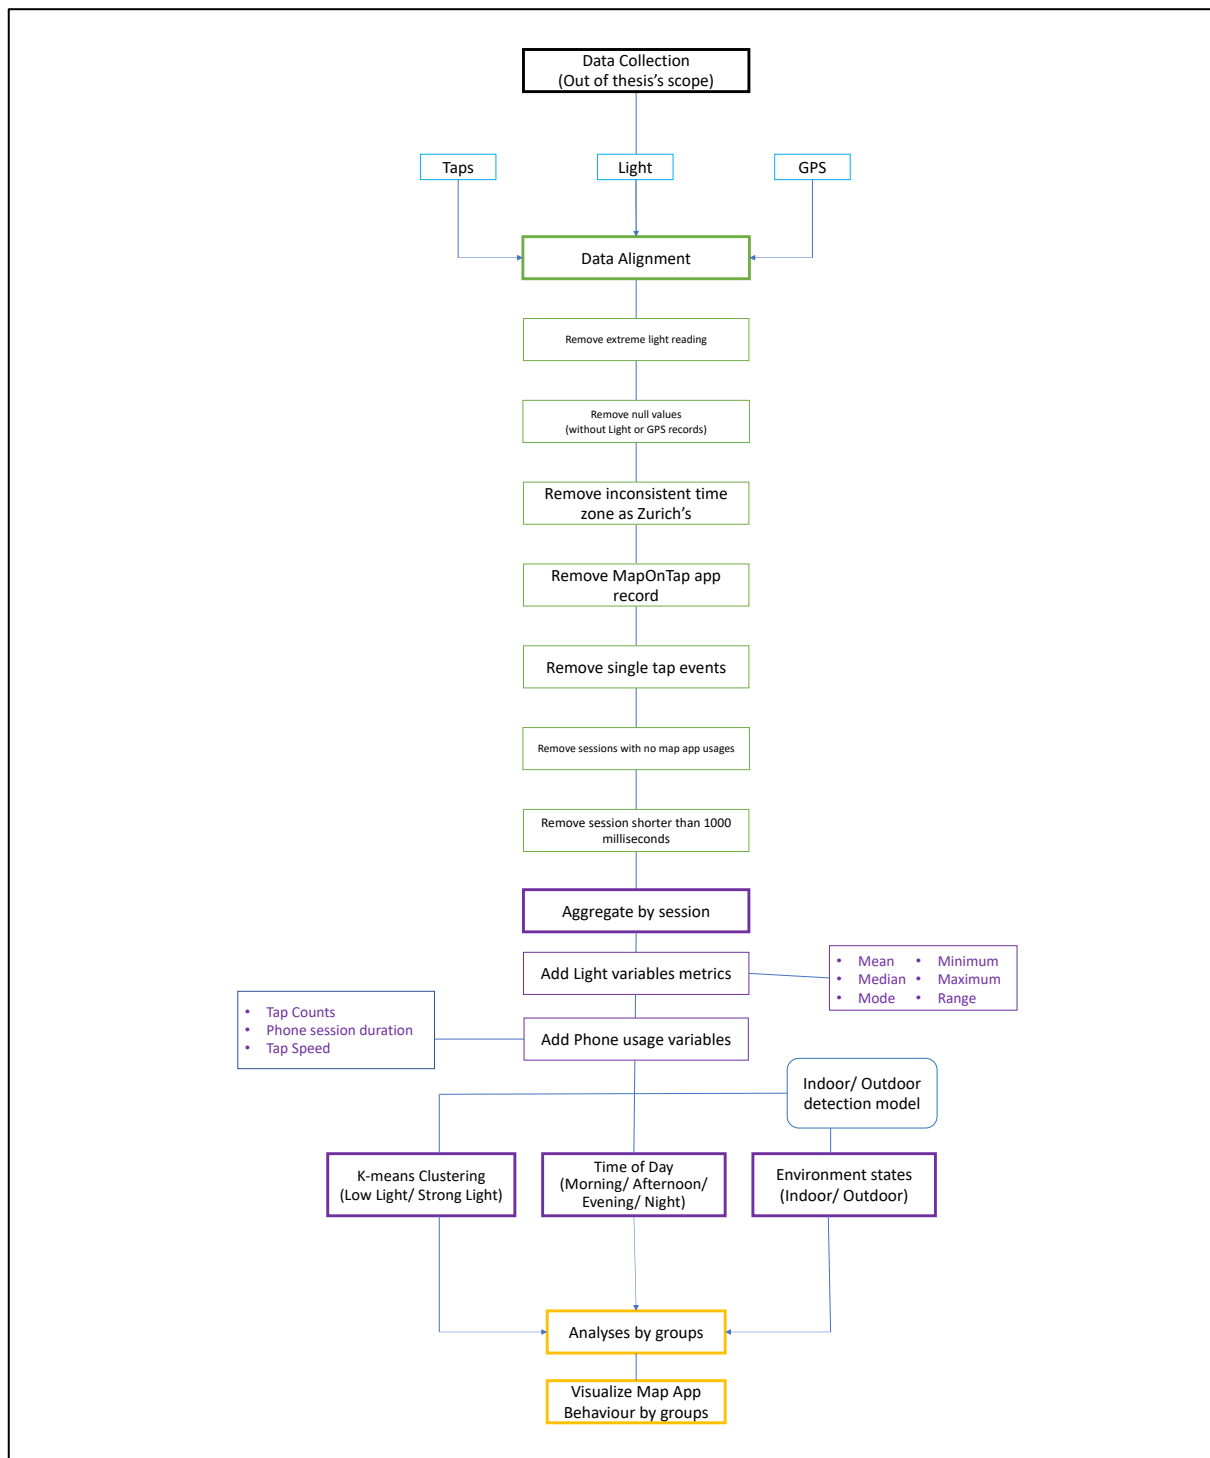 Data Collection
(Out of thesis's scope)
Taps
Light
GPS
Data Alignment
Remove extreme light reading
Remove null values
(without Light or GPS records)
Remove inconsistent time
zone as Zurich's
Remove MapOnTap app
record
Remove single tap events
Remove sessions with no map app usages
Remove session shorter than 1000
milliseconds
Aggregate by session
Add Light variables metrics
• Mean
• Median
• Mode
• Minimum
• Maximum
• Range
• Tap Counts
• Phone session duration
• Tap Speed
Add Phone usage variables
Indoor/ Outdoor
detection model
K-means Clustering
(Low Light/ Strong Light)
Time of Day
(Morning/ Afternoon/
Evening/ Night)
Environment states
(Indoor/ Outdoor)
Analyses by groups
Visualize Map App
Behaviour by groups